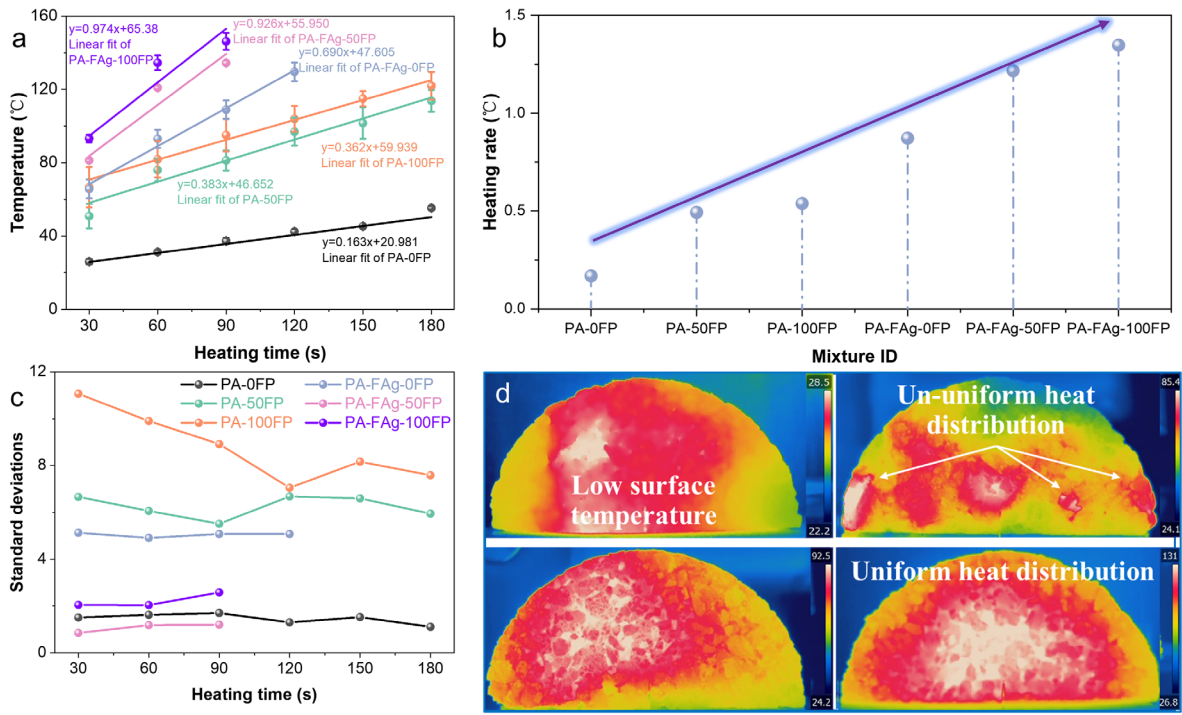 a
160
120
80
40
0
Temperature (℃)
y=0.974x+65.38
Linear fit of
PA-FAg-100FP
y=0.926x+55.950
Linear fit of PA-FAg-50FP
y=0.690x+47.605
Linear fit of PA-FAg-0FP
y=0.362x+59.939
Linear fit of PA-100FP
y=0.383x+46.652
Linear fit of PA-50FP
y=0.163x+20.981
Linear fit of PA-0FP
30 60 90 120 150 180
Heating time (s)
b
1.5
1.0
0.5
0.0
Heating rate (℃)
PA-0FP PA-50FP PA-100FP PA-FAg-0FP PA-FAg-50FP PA-FAg-100FP
Mixture ID
c
12
8
4
0
Standard deviations
PA-0FP PA-FAg-0FP
PA-50FP PA-FAg-50FP
PA-100FP PA-FAg-100FP
30 60 90 120 150 180
Heating time (s)
d
28.5
Low surface
temperature
22.2
85.4
Un-uniform heat
distribution
24.1
92.5
24.2
131
Uniform heat distribution
26.8